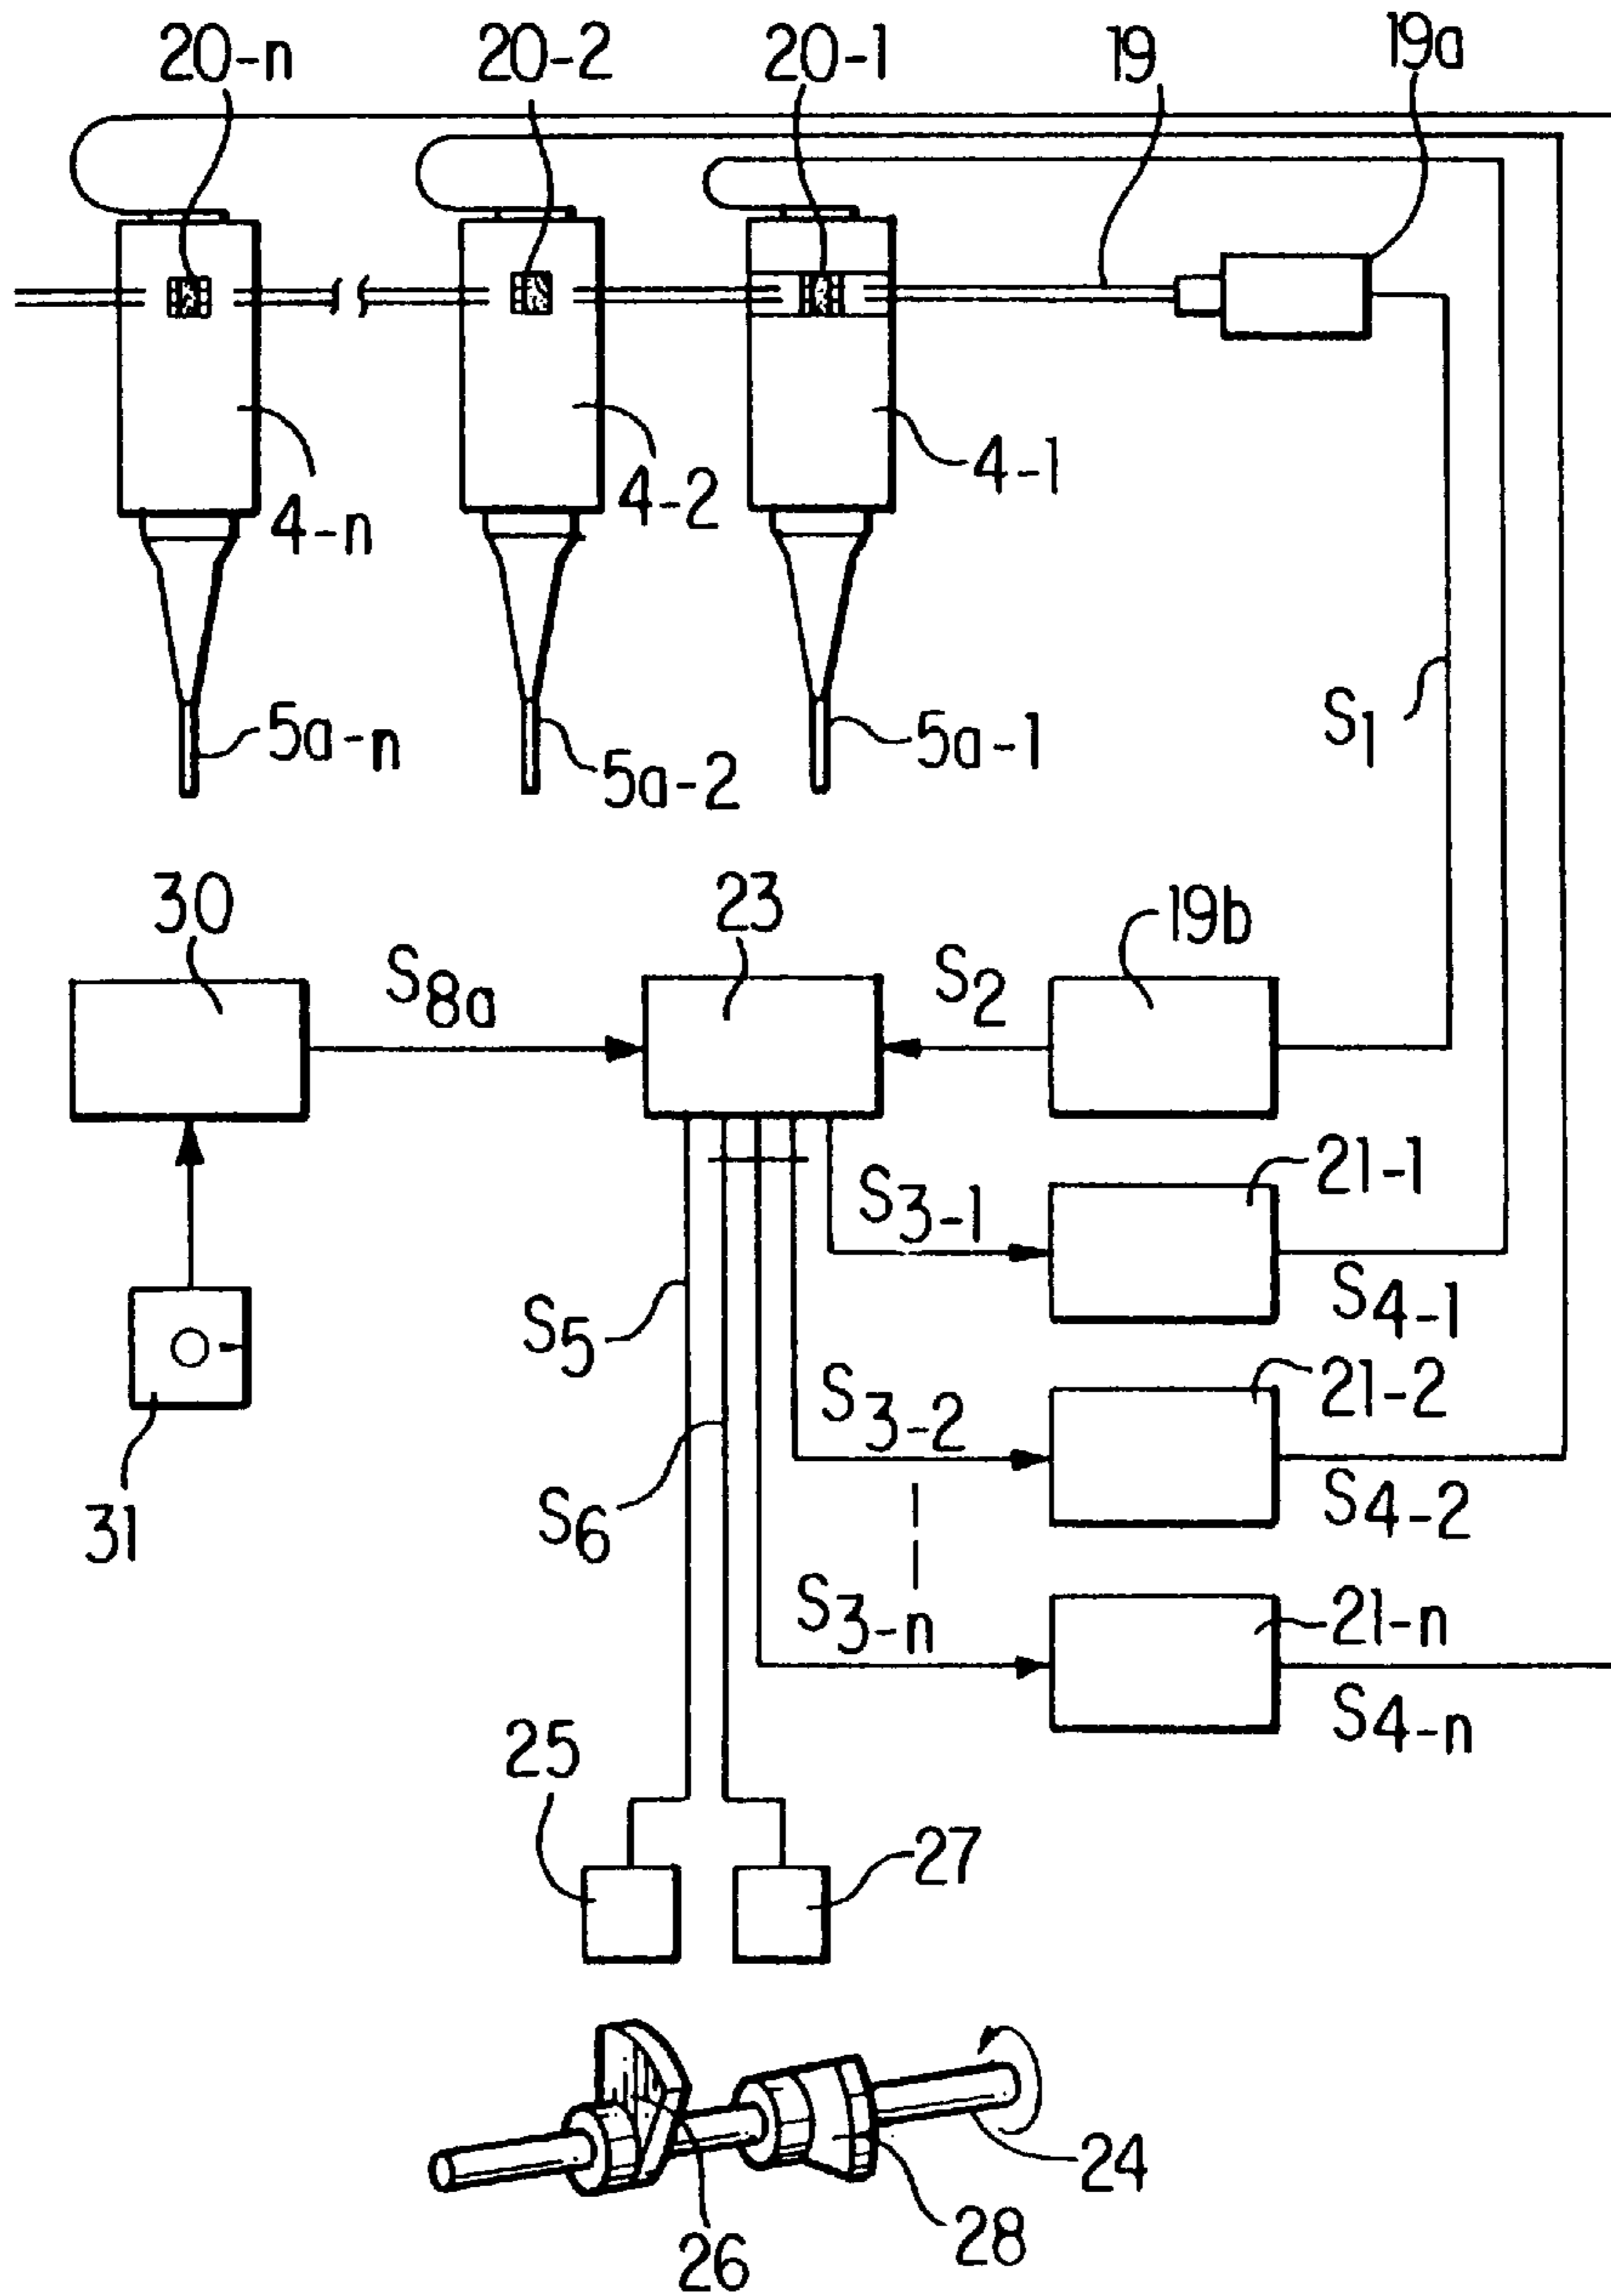 20-n 20-2 20-1 19 19a
4-n 4-2 4-1
5a-n 5a-2 5a-1
S1
30 S8a 23 S2 19b
S3-1 21-1
S4-1
S5
31
S3-2 21-2
S4-2
S6
S3-n 21-n
S4-n
25 27
26 28 24